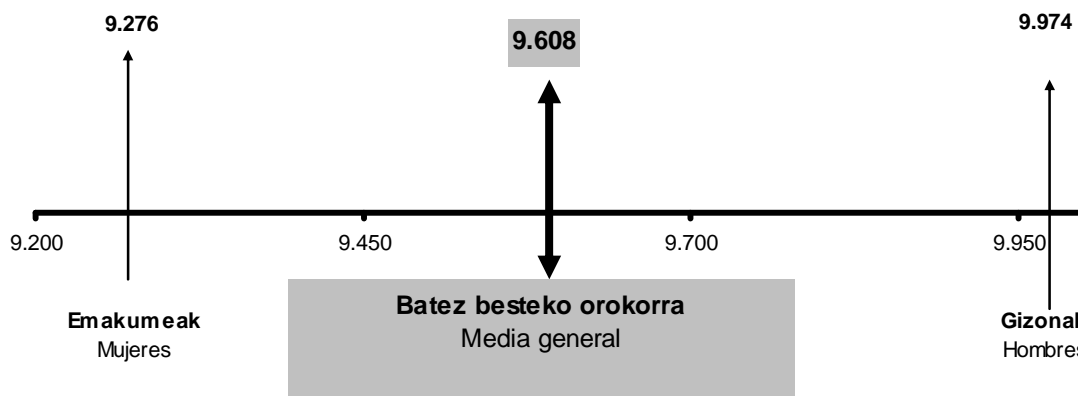 9.276
9.608
9.974
9.200
9.450
9.700
9.950
Emakumeak
Mujeres
Batez besteko orokorra
Media general
Hombres